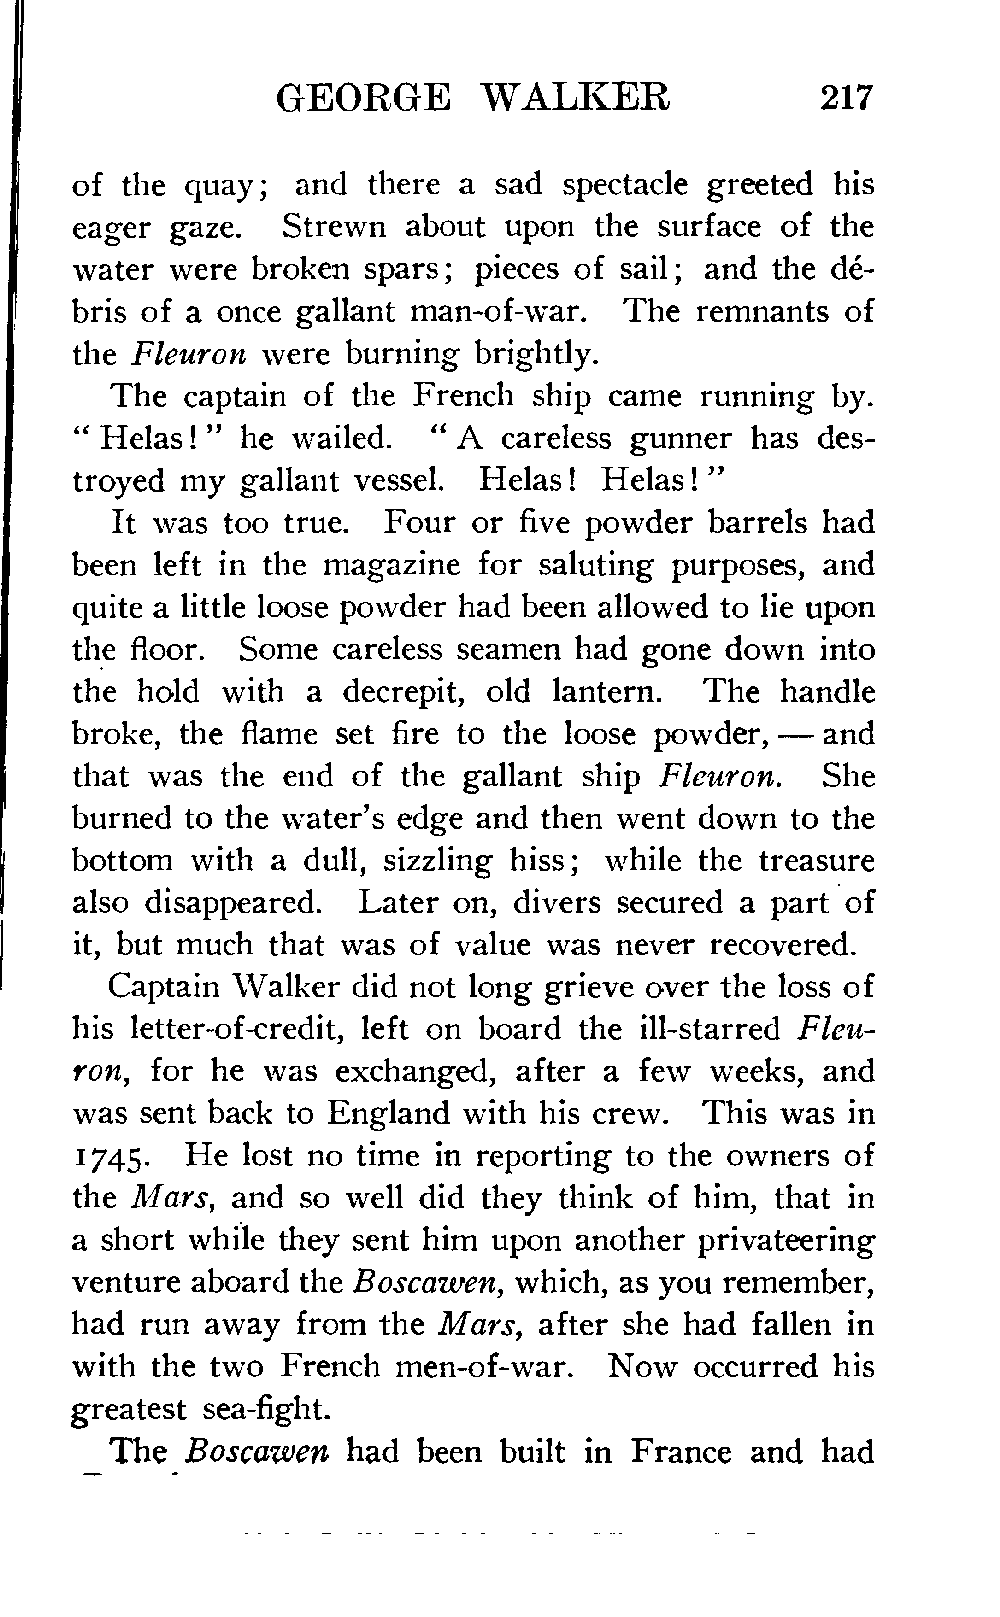 GEORGE WALKER 217
of the quay; and there a sad spectacle greeted his
eager gaze. Strewn about upon the surface of the
water were broken spars; pieces of sail; and the dé-
bris of a once gallant man-of-war. The remnants of
the Fleuron were burning brightly.
The captain of the French ship came running by.
" Helas! " he wailed. " A careless gunner has des-
troyed my gallant vessel. Helas! Helas! "
It was too true. Four or five powder barrels had
been left in the magazine for saluting purposes, and
quite a little loose powder had been allowed to lie upon
the floor. Some careless seamen had gone down into
the hold with a decrepit, old lantern. The handle
broke, the flame set fire to the loose powder, — and
that was the end of the gallant ship Fleuron. She
burned to the water's edge and then went down to the
bottom with a dull, sizzling hiss; while the treasure
also disappeared. Later on, divers secured a part of
it, but much that was of value was never recovered.
Captain Walker did not long grieve over the loss of
his letter-of-credit, left on board the ill-starred Fleu-
ron, for he was exchanged, after a few weeks, and
was sent back to England with his crew. This was in
1745. He lost no time in reporting to the owners of
the Mars, and so well did they think of him, that in
a short while they sent him upon another privateering
venture aboard the Boscawen, which, as you remember,
had run away from the Mars, after she had fallen in
with the two French men-of-war. Now occurred his
greatest sea-fight.
The Boscawen had been built in France and had